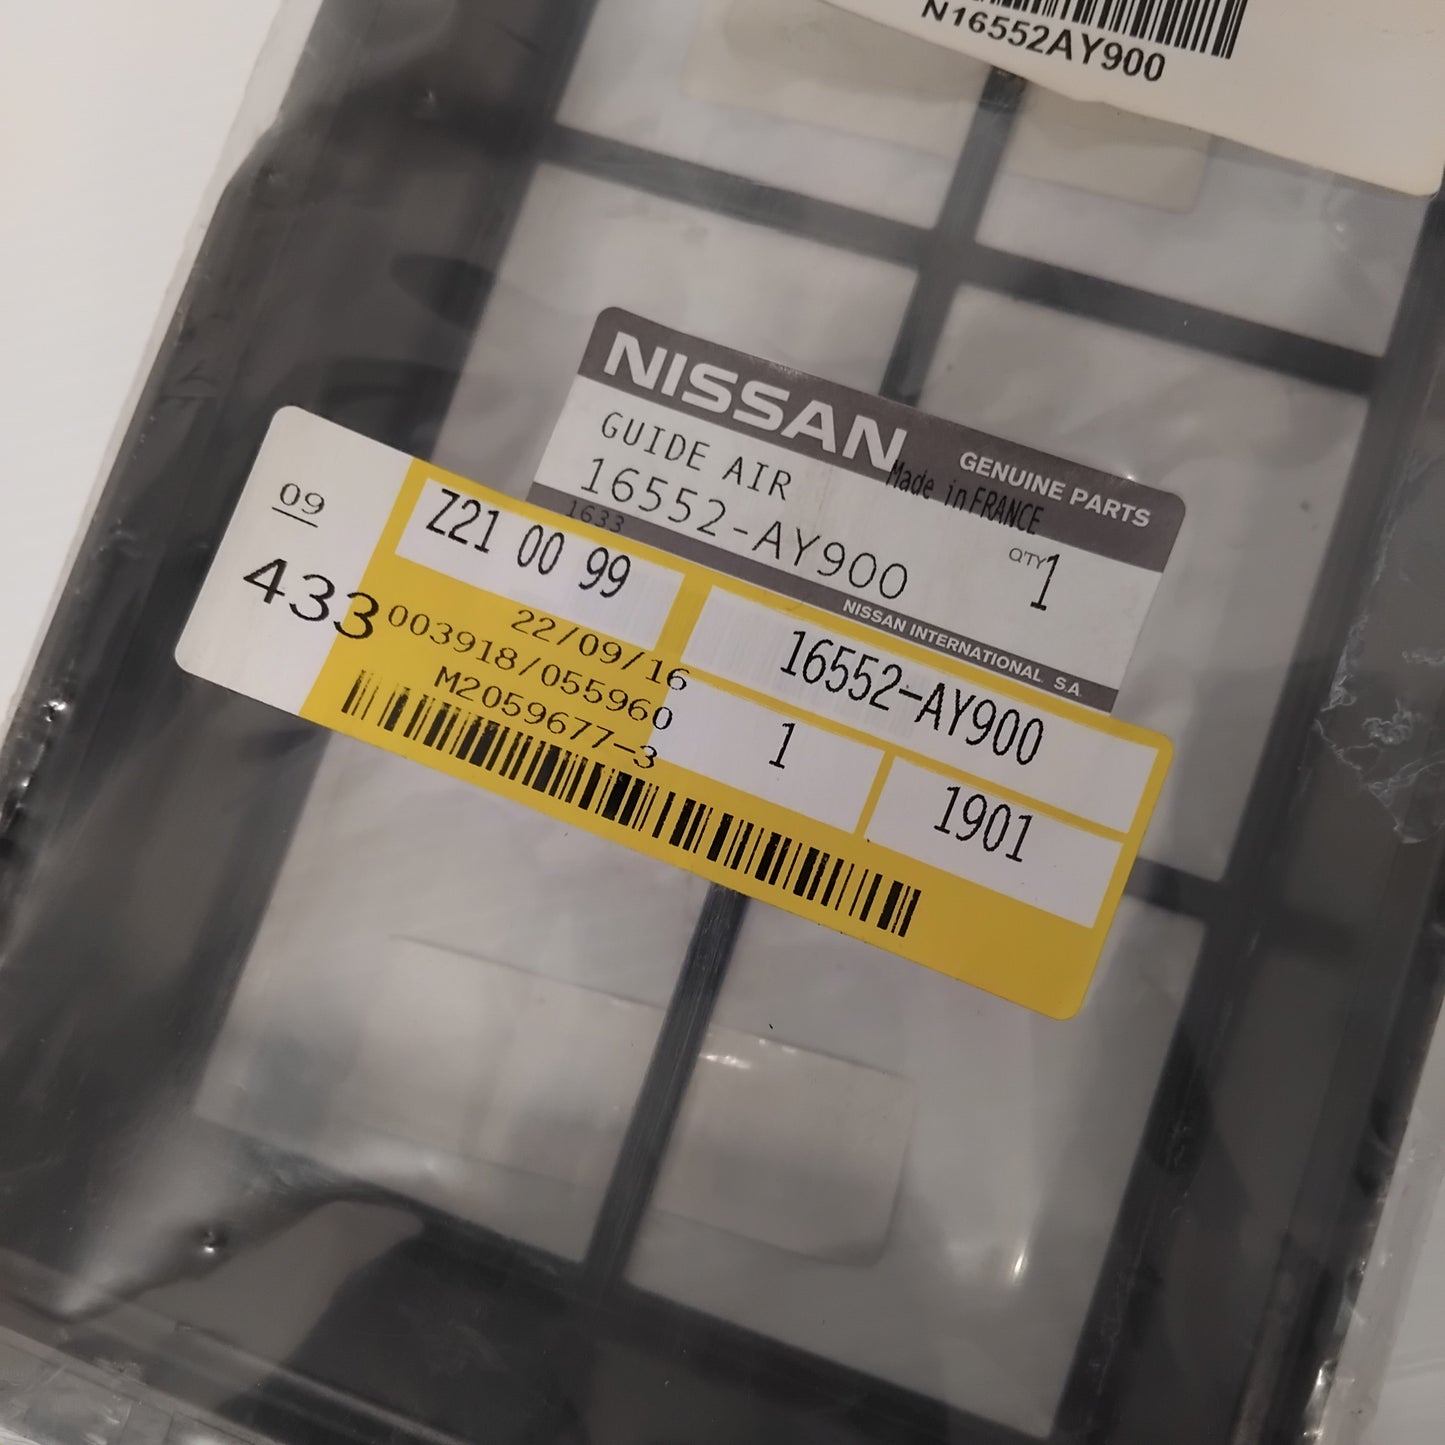 N16552AY900
NISSAN
GENUINE PARTS
GUIDE AIR
Made in FRANCE
16552-AY900
Q'TY 1
1633
NISSAN INTERNATIONAL S.A.
09
433
Z21 00 99
22/09/16
003918/055960
M2059677-3
16552-AY900
1
1901